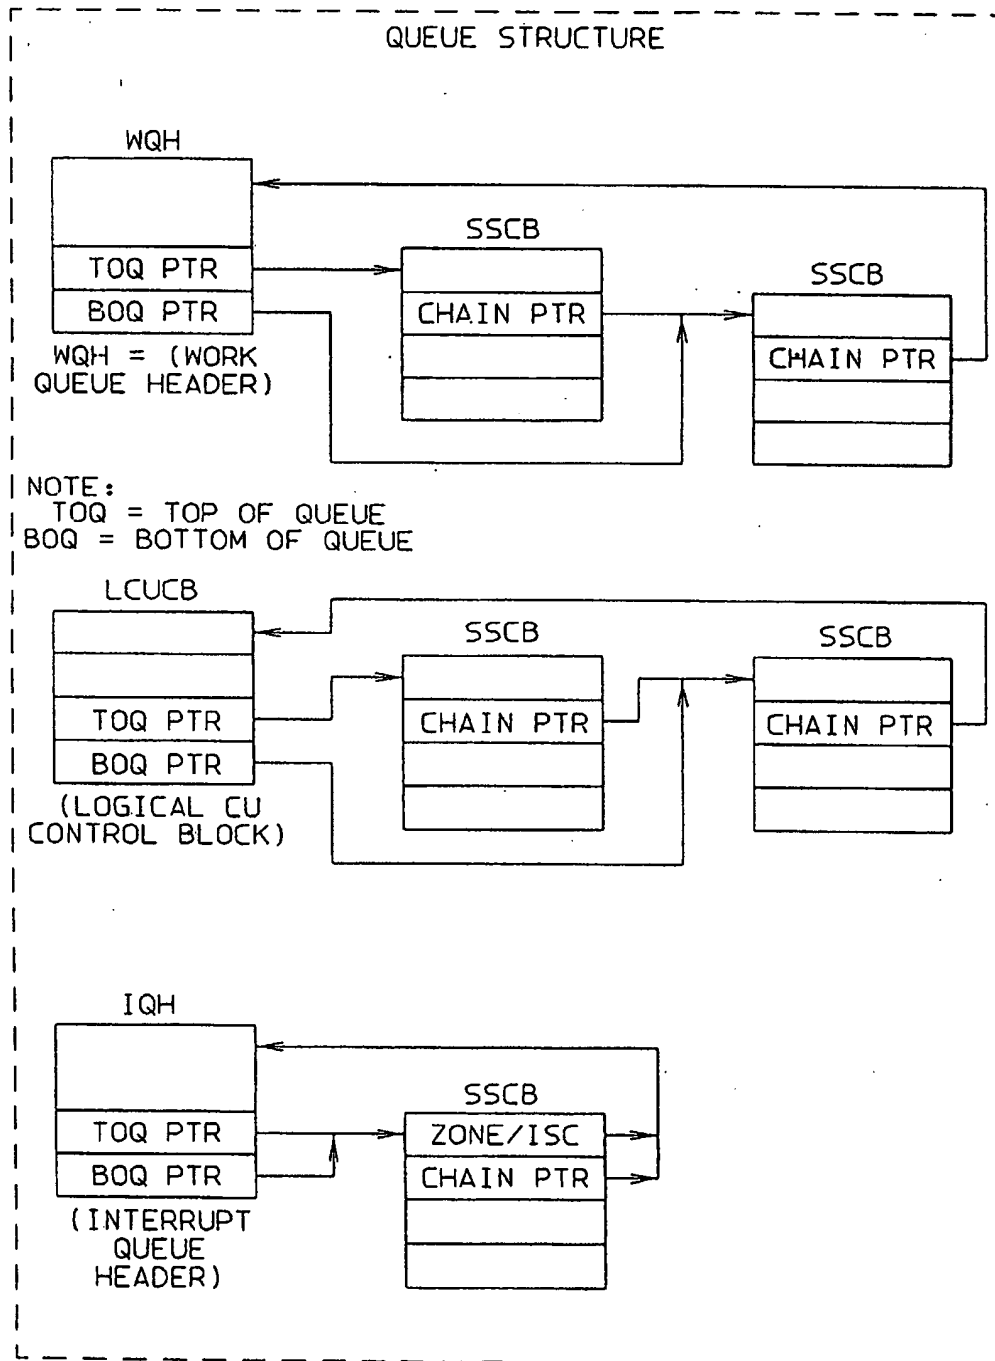 QUEUE STRUCTURE
WQH
TOQ PTR
BOQ PTR
WQH = (WORK
QUEUE HEADER)
SSCB
CHAIN PTR
SSCB
CHAIN PTR
NOTE:
TOQ = TOP OF QUEUE
BOQ = BOTTOM OF QUEUE
LCUCB
TOQ PTR
BOQ PTR
(LOGICAL CU
CONTROL BLOCK)
SSCB
CHAIN PTR
SSCB
CHAIN PTR
IQH
TOQ PTR
BOQ PTR
(INTERRUPT
QUEUE
HEADER)
SSCB
ZONE/ISC
CHAIN PTR